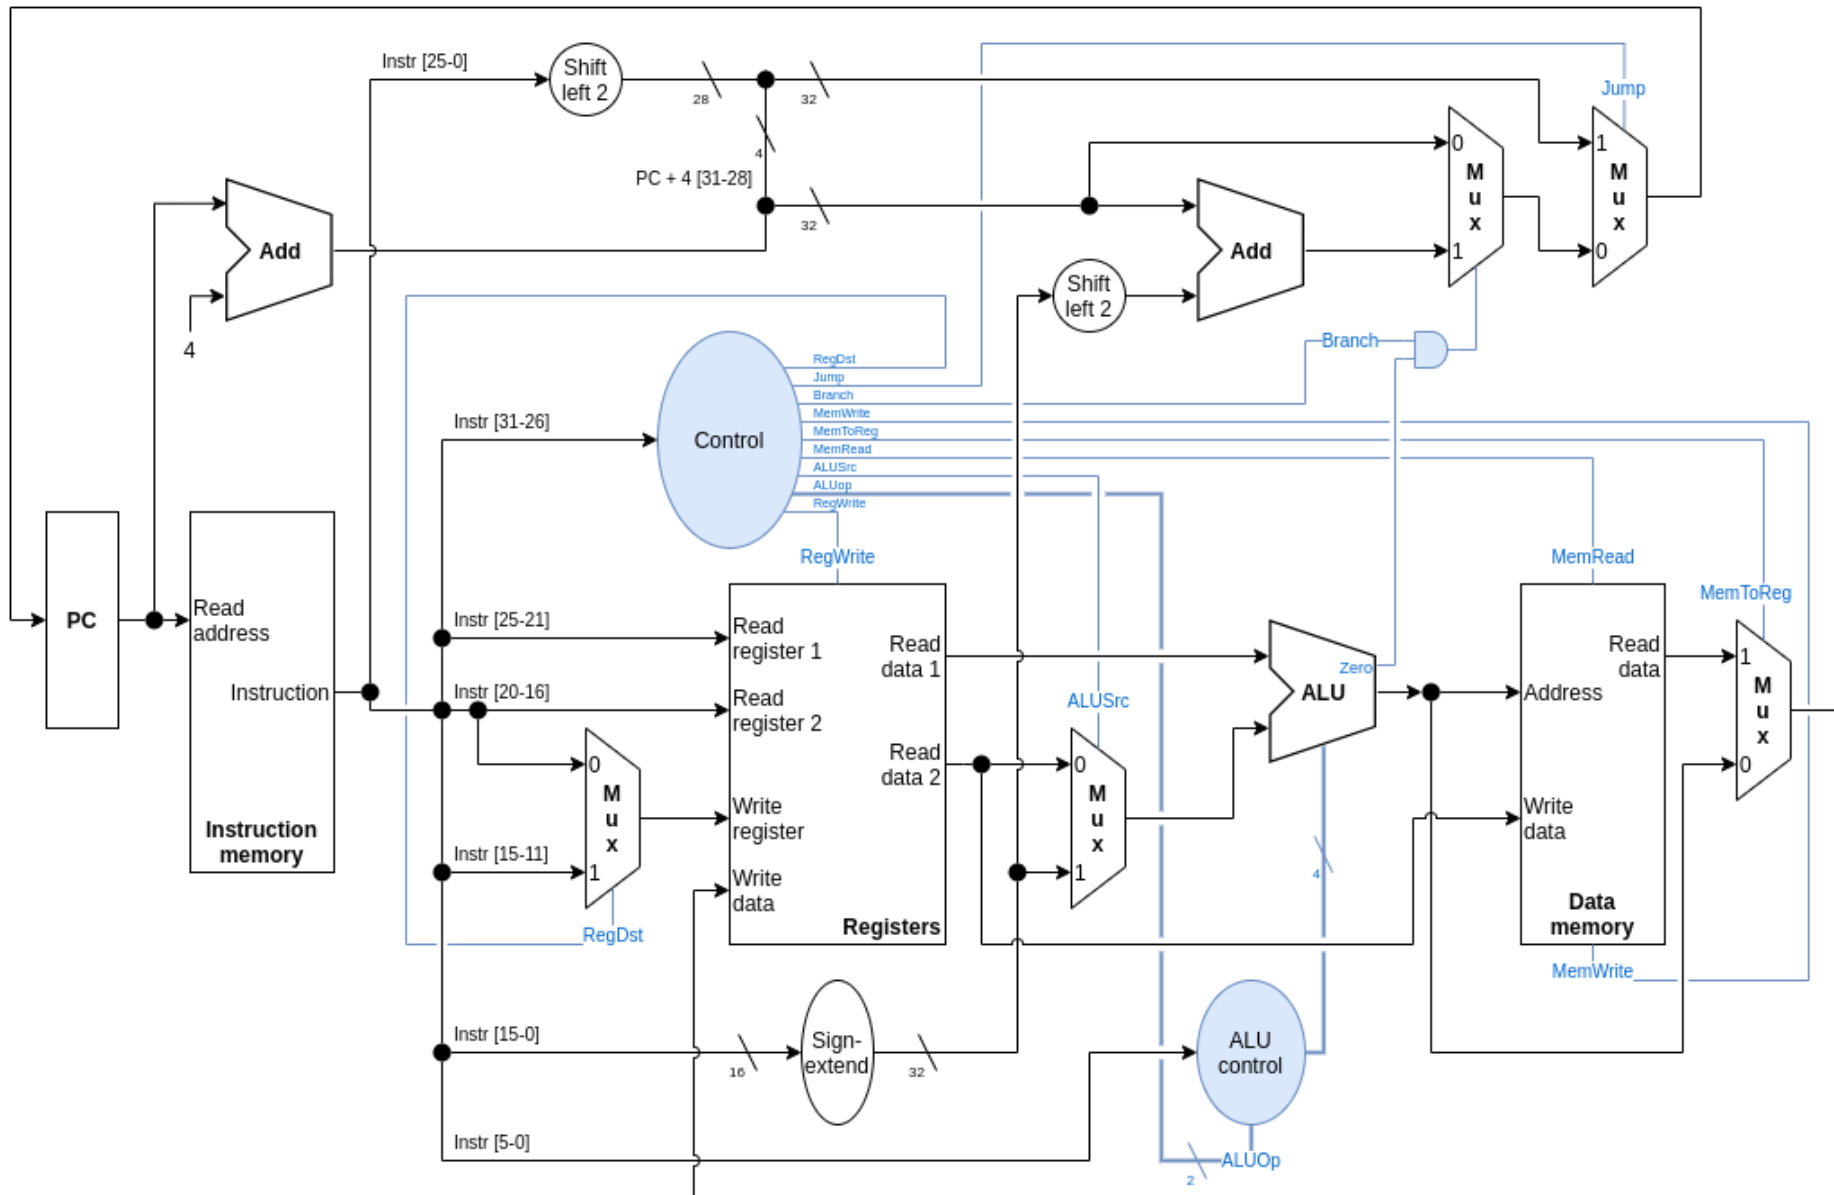 Instr [25-0]
Shift
left 2
28
32
Jump
4
PC + 4 [31-28]
32
0
M
u
x
1
1
M
u
x
0
Add
4
Add
Shift
left 2
Branch
Control
RegDst
Jump
Branch
MemWrite
MemToReg
MemRead
ALUSrc
ALUop
RegWrite
Instr [31-26]
RegWrite
MemRead
MemToReg
PC
Read
address
Instruction
Instruction
memory
Instr [25-21]
Instr [20-16]
Instr [15-11]
0
M
u
x
1
RegDst
Read
register 1
Read
register 2
Write
register
Write
data
Read
data 1
Read
data 2
Registers
ALUSrc
0
M
u
x
1
Zero
ALU
4
Address
Write
data
Read
data
Data
memory
MemWrite
1
M
u
x
0
Instr [15-0]
16
Sign-
extend
32
ALU
control
Instr [5-0]
2
ALUOp